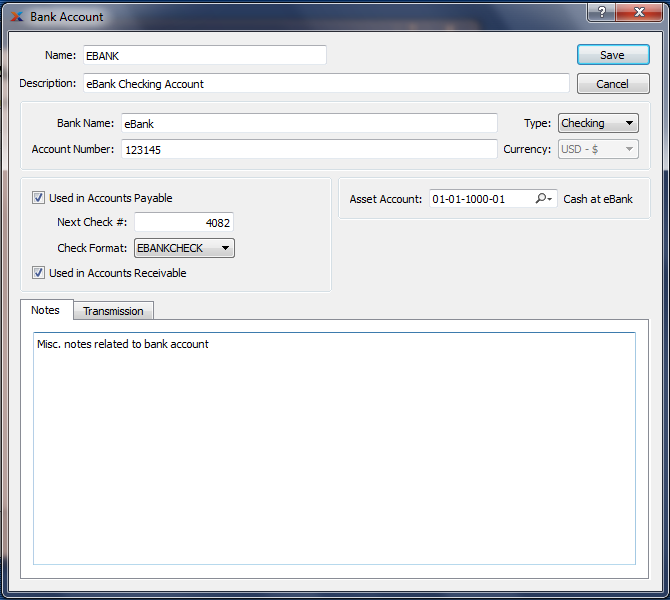 Bank Account
?
Name: EBANK
Save
Description: eBank Checking Account
Cancel
Bank Name: eBank
Type: Checking
Account Number: 123145
Currency: USD - $
Used in Accounts Payable
Asset Account: 01-01-1000-01 Cash at eBank
Next Check #: 4082
Check Format: EBANKCHECK
Used in Accounts Receivable
Notes Transmission
Misc. notes related to bank account